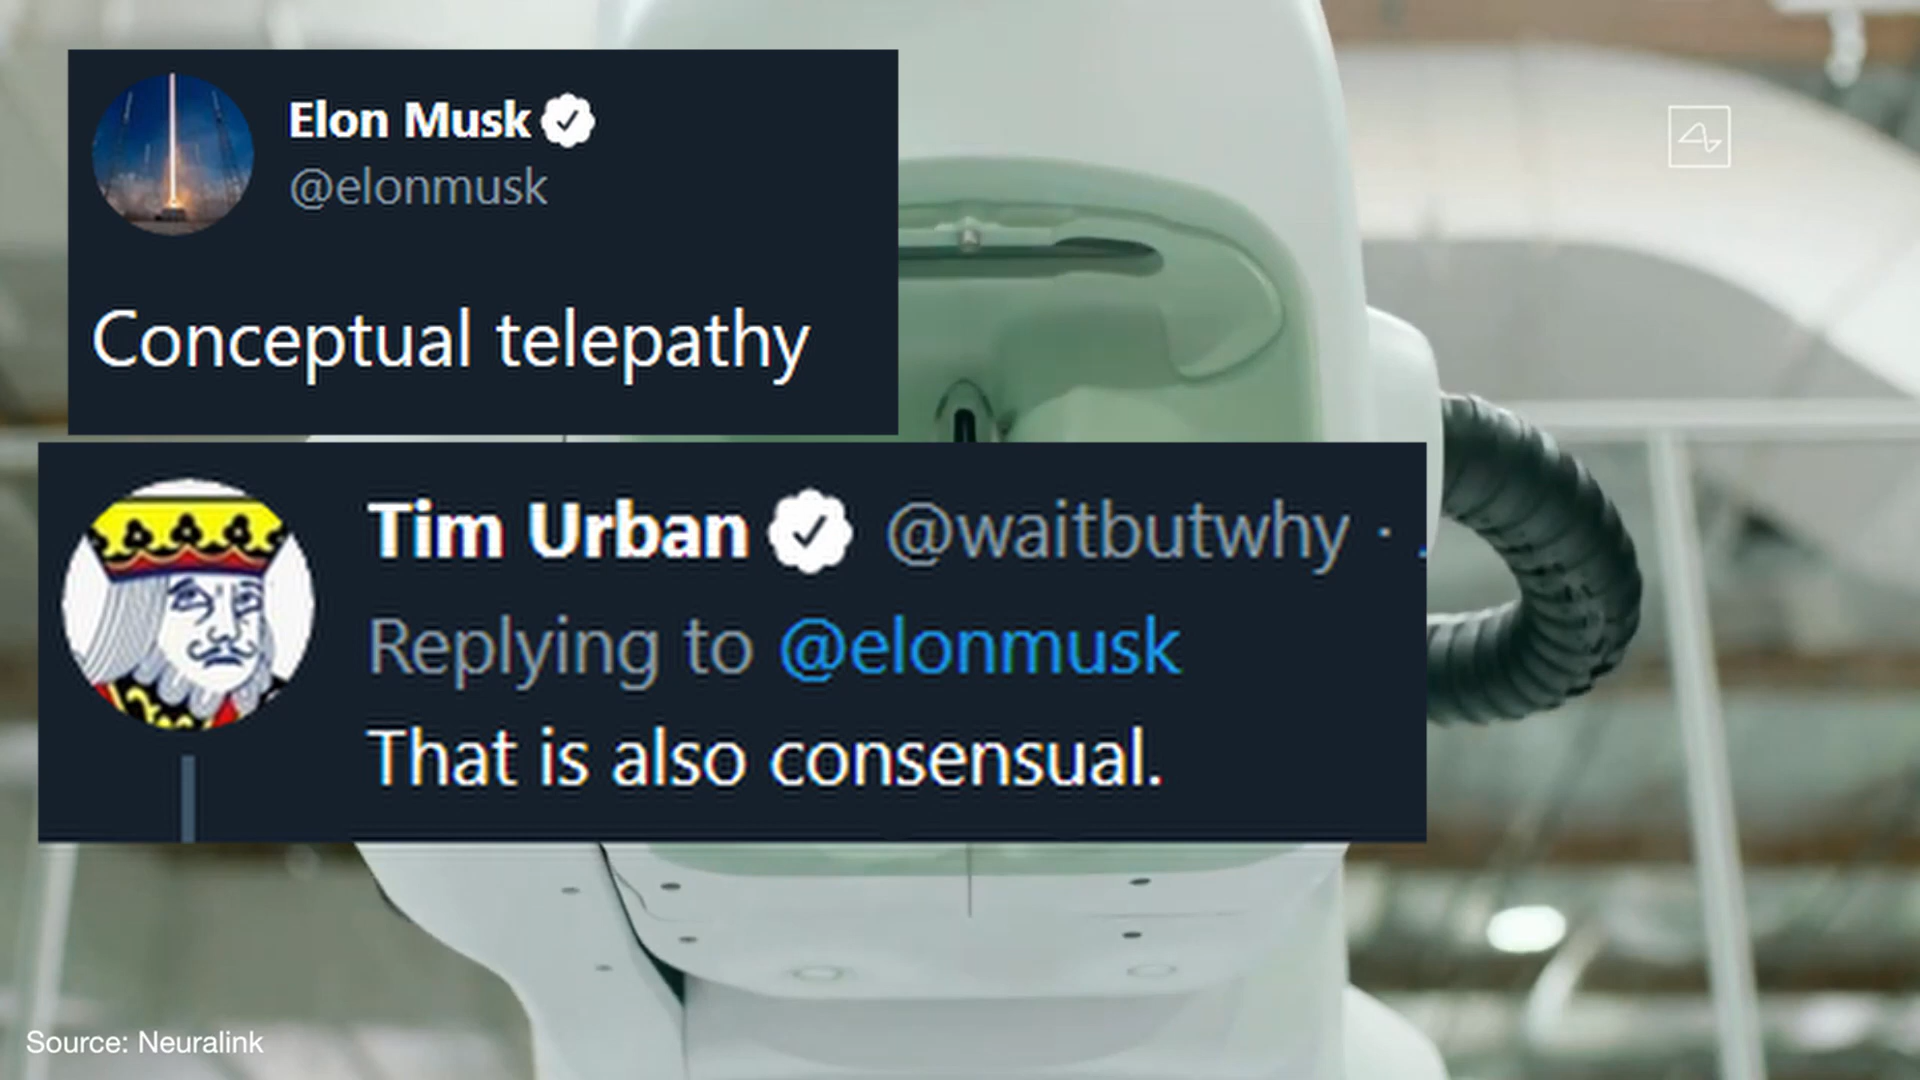 Elon Musk
@elonmusk
Conceptual telepathy
Tim Urban @waitbutwhy ·
Replying to @elonmusk
That is also consensual.
Source: Neuralink